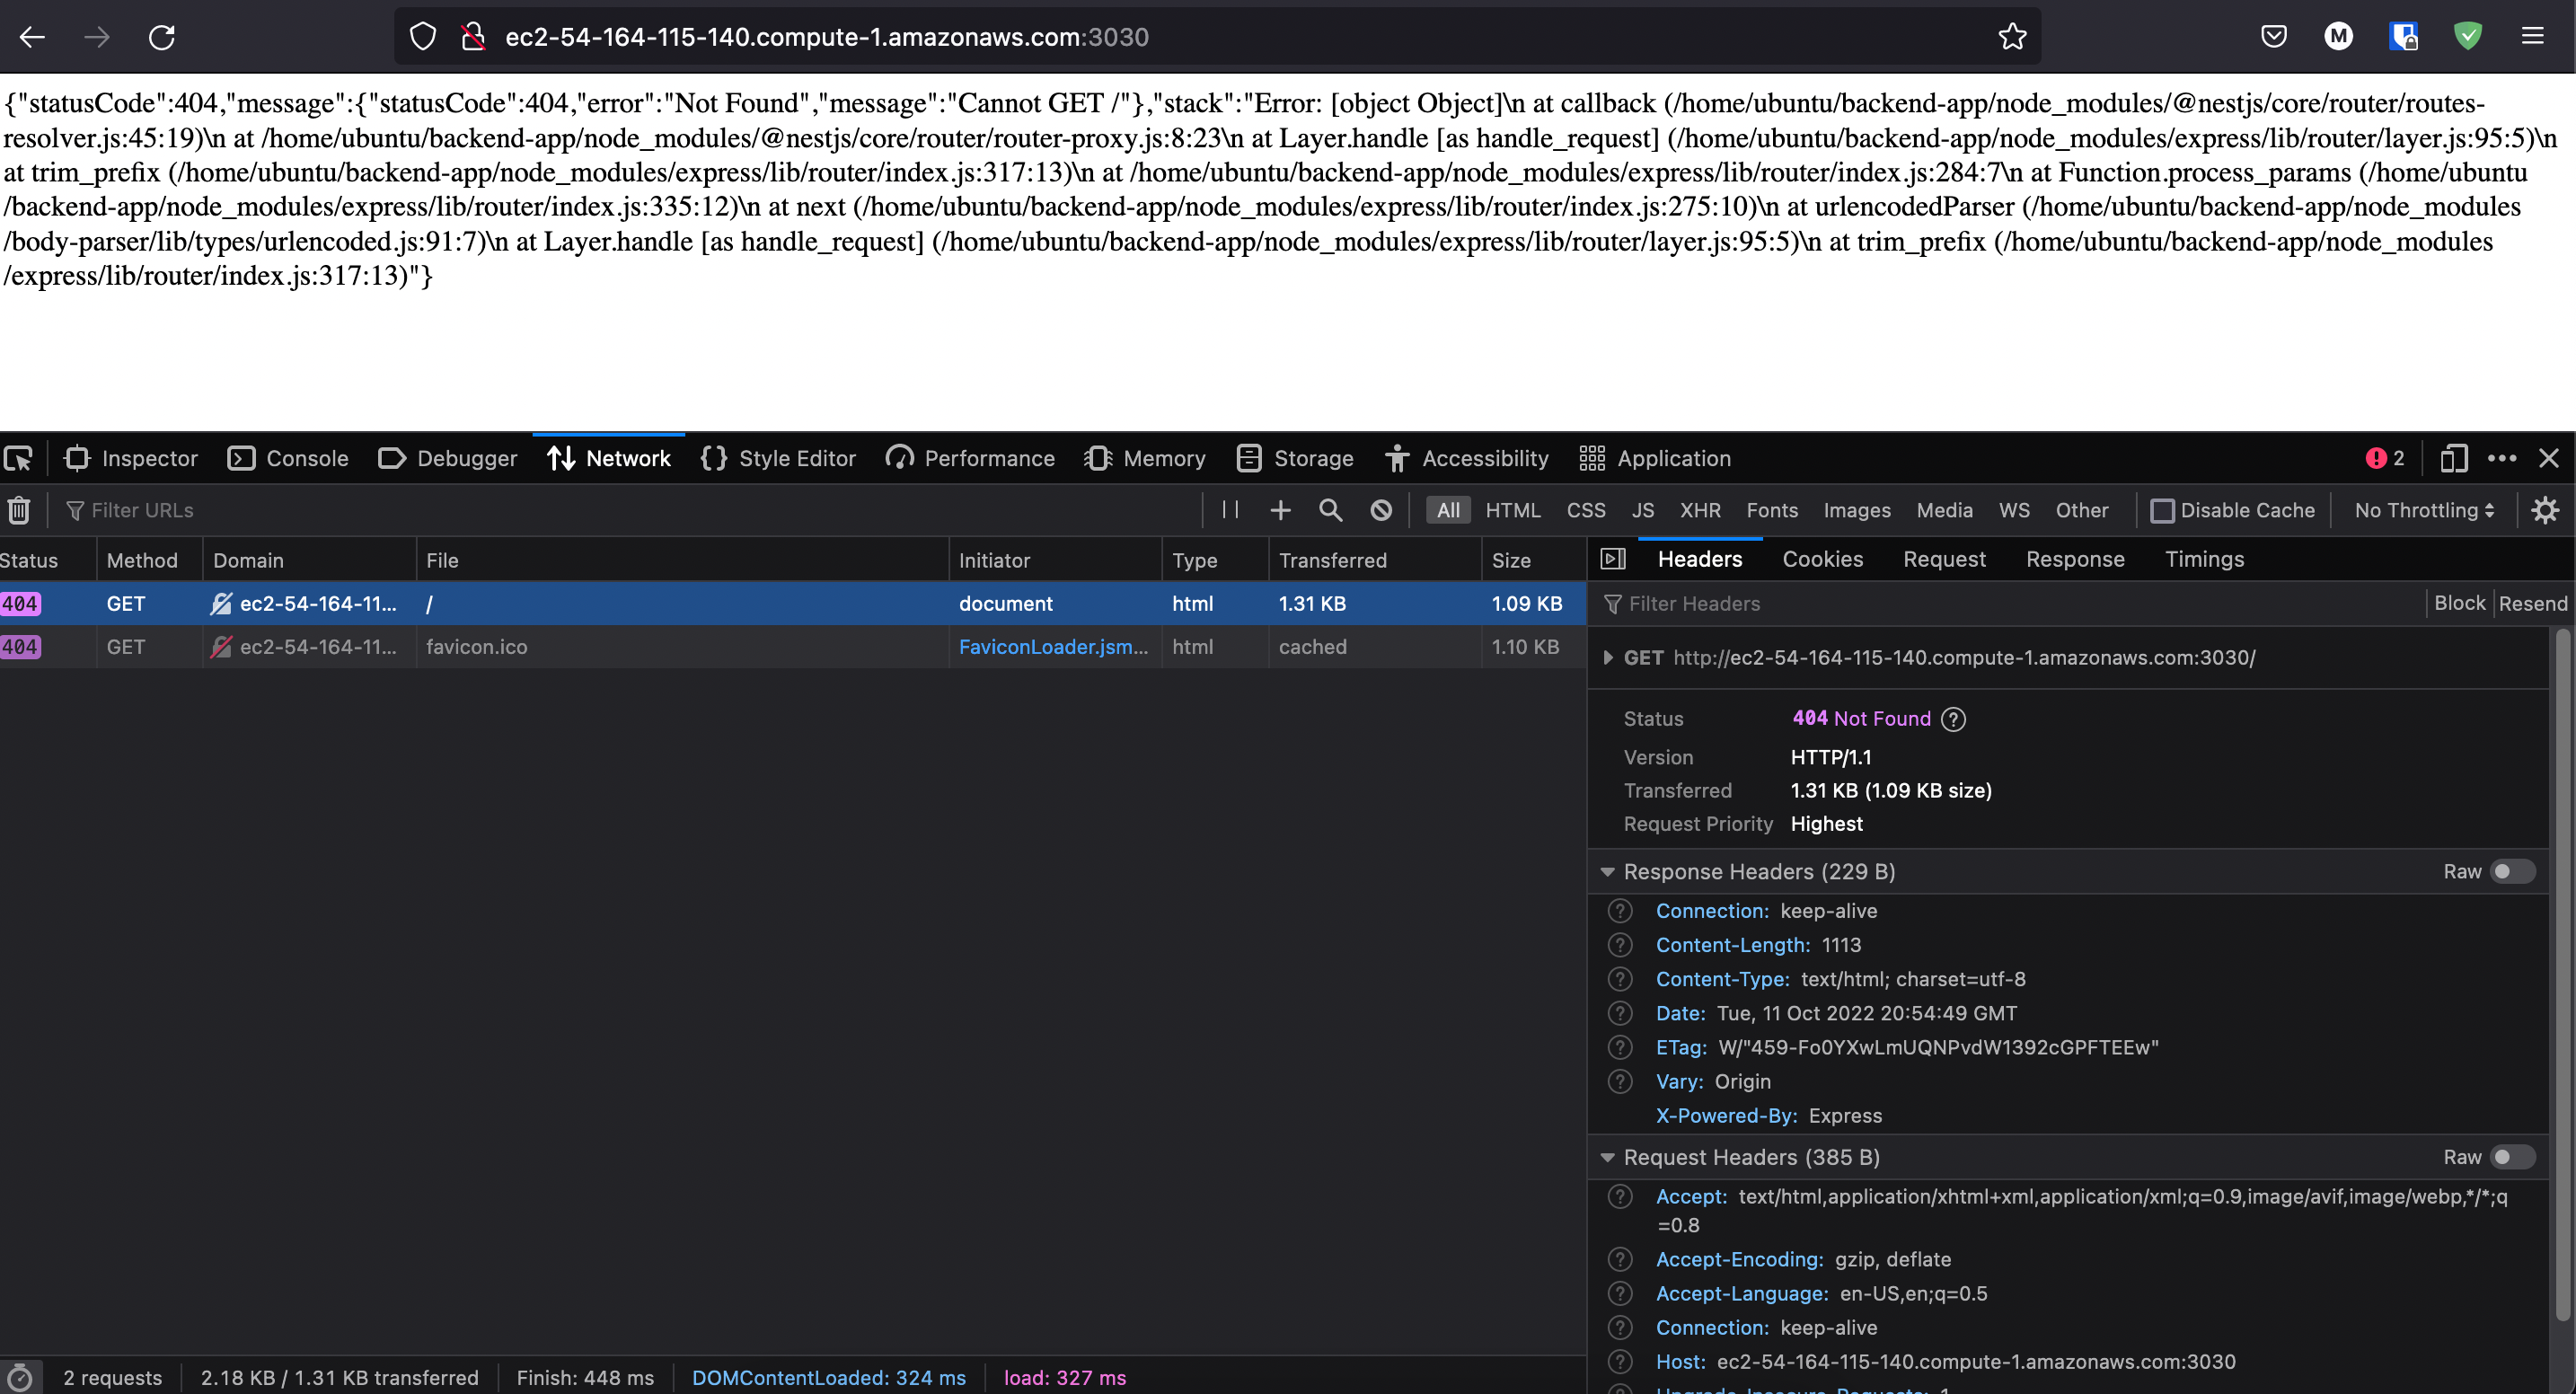 ec2-54-164-115-140.compute-1.amazonaws.com:3030
M
{"statusCode":404,"message":{"statusCode":404,"error":"Not Found","message":"Cannot GET /"},"stack":"Error: [object Object]\n at callback (/home/ubuntu/backend-app/node_modules/@nestjs/core/router/routes-
resolver.js:45:19)\n at /home/ubuntu/backend-app/node_modules/@nestjs/core/router/router-proxy.js:8:23\n at Layer.handle [as handle_request] (/home/ubuntu/backend-app/node_modules/express/lib/router/layer.js:95:5)\n
at trim_prefix (/home/ubuntu/backend-app/node_modules/express/lib/router/index.js:317:13)\n at /home/ubuntu/backend-app/node_modules/express/lib/router/index.js:284:7\n at Function.process_params (/home/ubuntu
/backend-app/node_modules/express/lib/router/index.js:335:12)\n at next (/home/ubuntu/backend-app/node_modules/express/lib/router/index.js:275:10)\n at urlencodedParser (/home/ubuntu/backend-app/node_modules
/body-parser/lib/types/urlencoded.js:91:7)\n at Layer.handle [as handle_request] (/home/ubuntu/backend-app/node_modules/express/lib/router/layer.js:95:5)\n at trim_prefix (/home/ubuntu/backend-app/node_modules
/express/lib/router/index.js:317:13)"}
Inspector Console Debugger Network Style Editor Performance Memory Storage Accessibility Application 2
Filter URLs All HTML CSS JS XHR Fonts Images Media WS Other Disable Cache No Throttling
Status Method Domain File Initiator Type Transferred Size
404 GET ec2-54-164-11... / document html 1.31 KB 1.09 KB
404 GET ec2-54-164-11... favicon.ico FaviconLoader.jsm... html cached 1.10 KB
Headers Cookies Request Response Timings
Filter Headers Block Resend
GET http://ec2-54-164-115-140.compute-1.amazonaws.com:3030/
Status 404 Not Found ?
Version HTTP/1.1
Transferred 1.31 KB (1.09 KB size)
Request Priority Highest
Response Headers (229 B) Raw
? Connection: keep-alive
? Content-Length: 1113
? Content-Type: text/html; charset=utf-8
? Date: Tue, 11 Oct 2022 20:54:49 GMT
? ETag: W/"459-Fo0YXwLmUQNPvdW1392cGPFTEEw"
? Vary: Origin
X-Powered-By: Express
Request Headers (385 B) Raw
? Accept: text/html,application/xhtml+xml,application/xml;q=0.9,image/avif,image/webp,*/*;q
=0.8
? Accept-Encoding: gzip, deflate
? Accept-Language: en-US,en;q=0.5
? Connection: keep-alive
? Host: ec2-54-164-115-140.compute-1.amazonaws.com:3030
Upgrade-Insecure-Requests: 1
2 requests 2.18 KB / 1.31 KB transferred Finish: 448 ms DOMContentLoaded: 324 ms load: 327 ms